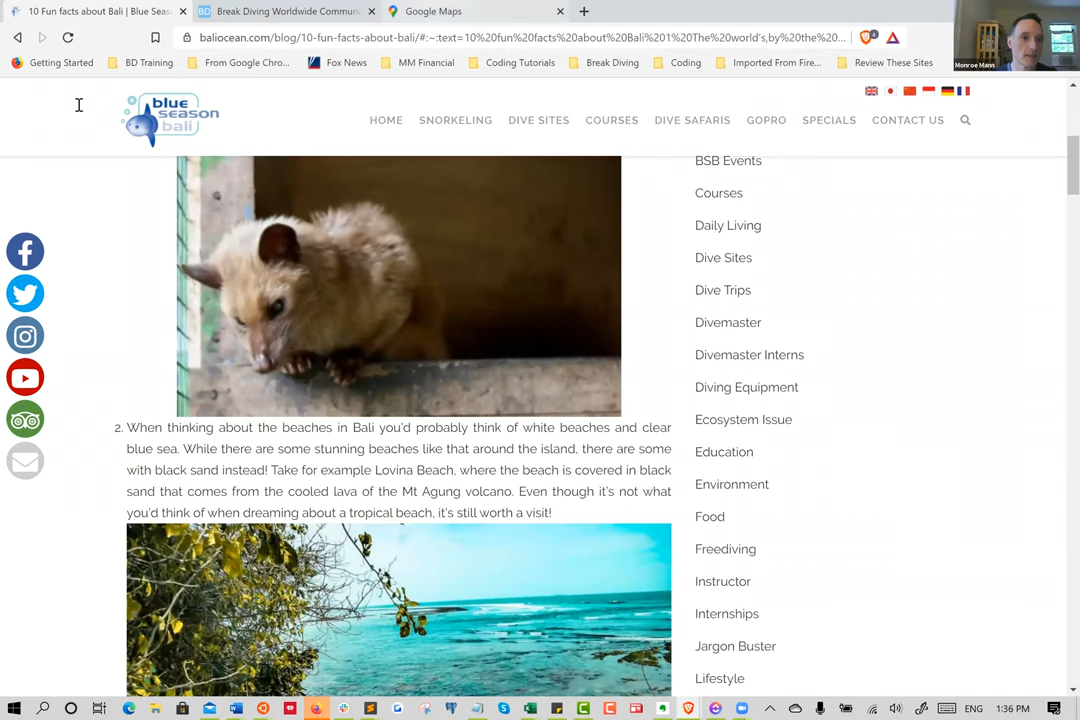 10 Fun facts about Bali | Blue Seas
Break Diving Worldwide Commun
Google Maps
baliocean.com/blog/10-fun-facts-about-bali/#:~:text=10%20fun%20facts%20about%20Bali%201%20The%20world's,by%20the%20...
4
Getting Started
BD Training
From Google Chro...
Fox News
MM Financial
Coding Tutorials
Break Diving
Coding
Imported From Fire...
Review These Sites
Monroe Mann
blue
season
bali
HOME
SNORKELING
DIVE SITES
COURSES
DIVE SAFARIS
GOPRO
SPECIALS
CONTACT US
BSB Events
Courses
Daily Living
Dive Sites
Dive Trips
Divemaster
Divemaster Interns
Diving Equipment
Ecosystem Issue
Education
Environment
Food
Freediving
Instructor
Internships
Jargon Buster
Lifestyle
2. When thinking about the beaches in Bali you'd probably think of white beaches and clear
blue sea. While there are some stunning beaches like that around the island, there are some
with black sand instead! Take for example Lovina Beach, where the beach is covered in black
sand that comes from the cooled lava of the Mt Agung volcano. Even though it's not what
you'd think of when dreaming about a tropical beach, it's still worth a visit!
ENG
1:36 PM